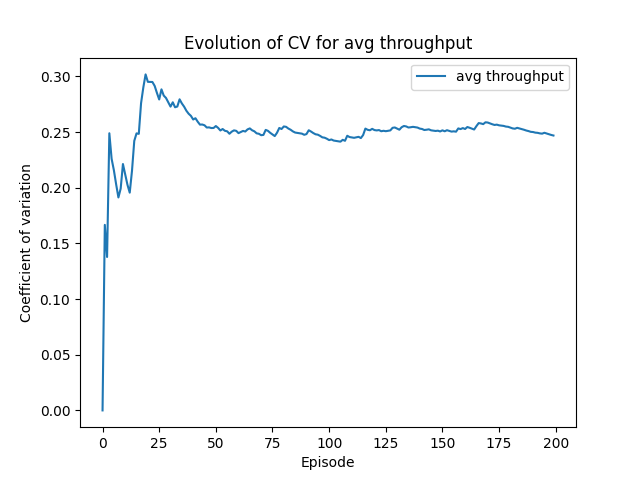 Evolution of CV for avg throughput
avg throughput
0.30
0.25
0.20
0.15
0.10
0.05
0.00
Coefficient of variation
0 25 50 75 100 125 150 175 200
Episode